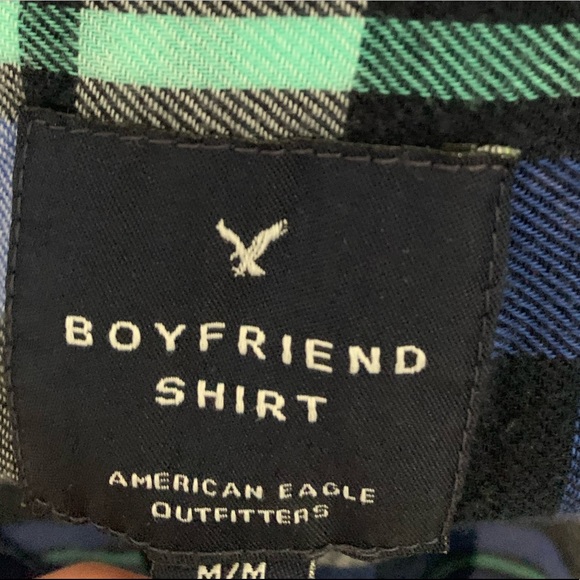 BOYFRIEND
SHIRT
AMERICAN EAGLE
OUTFITTERS
M/M